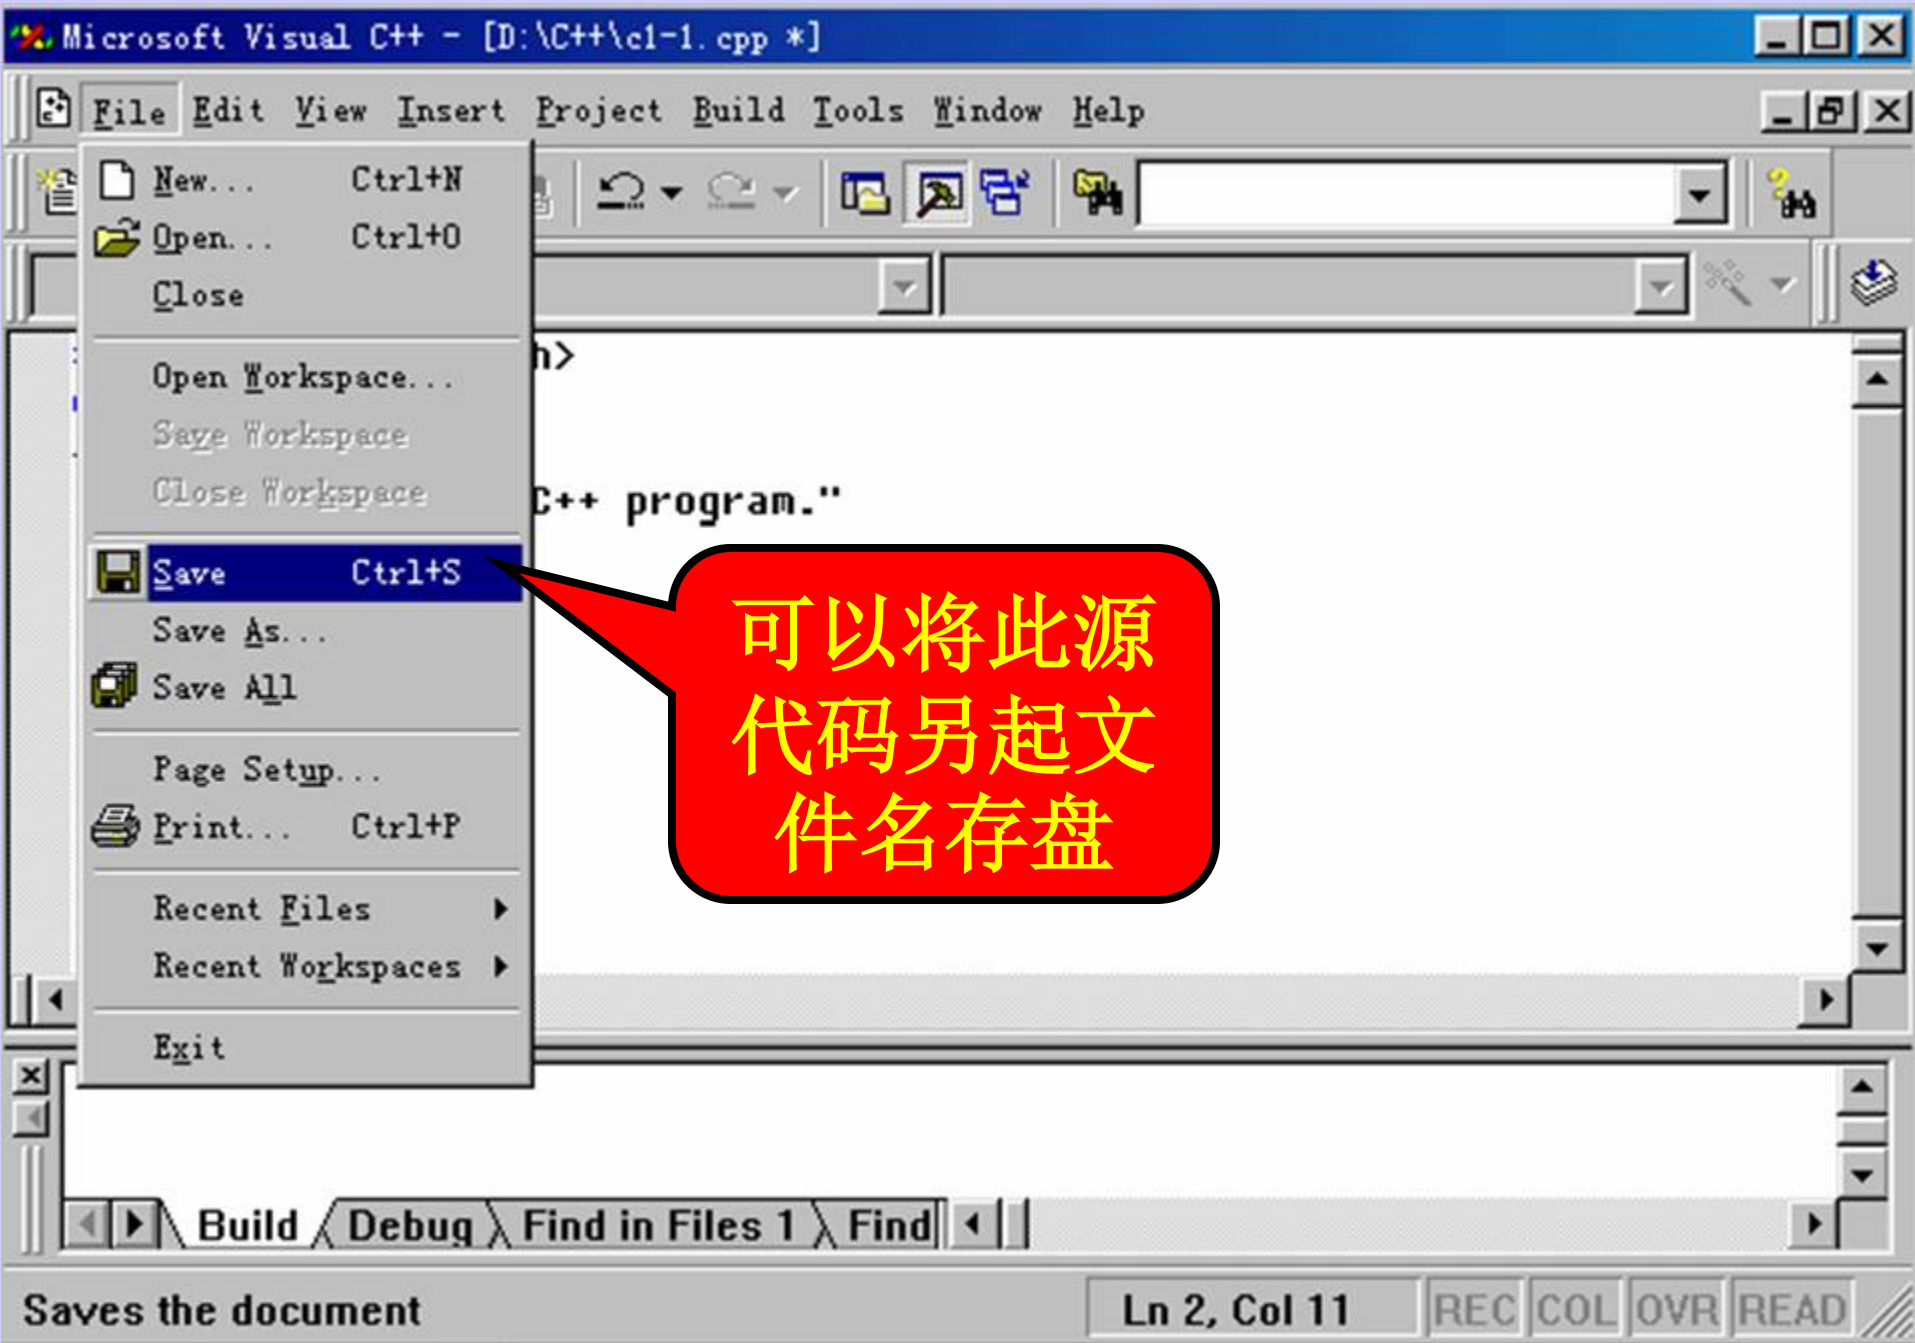 Microsoft Visual C++ - [D:\C++\c1-1.cpp *]
File Edit View Insert Project Build Tools Window Help
New... Ctrl+N
Open... Ctrl+O
Close
h>
Open Workspace...
Save Workspace
Close Workspace
C++ program."
Save Ctrl+S
Save As...
Save All
可以将此源
代码另起文
件名存盘
Page Setup...
Print... Ctrl+P
Recent Files
Recent Workspaces
Exit
Build Debug Find in Files 1 Find
Saves the document Ln 2, Col 11 REC COL OVR READ